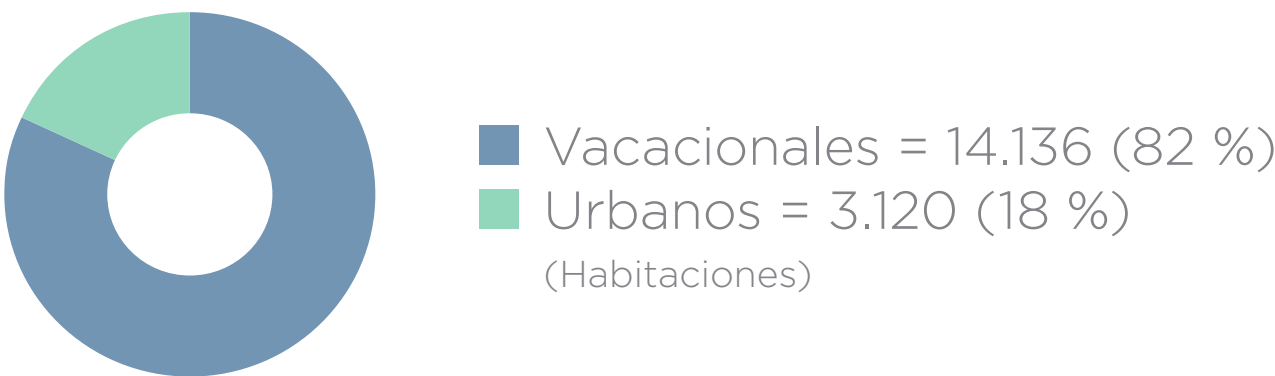 Vacacionales = 14.136 (82 %)
Urbanos = 3.120 (18 %)
(Habitaciones)